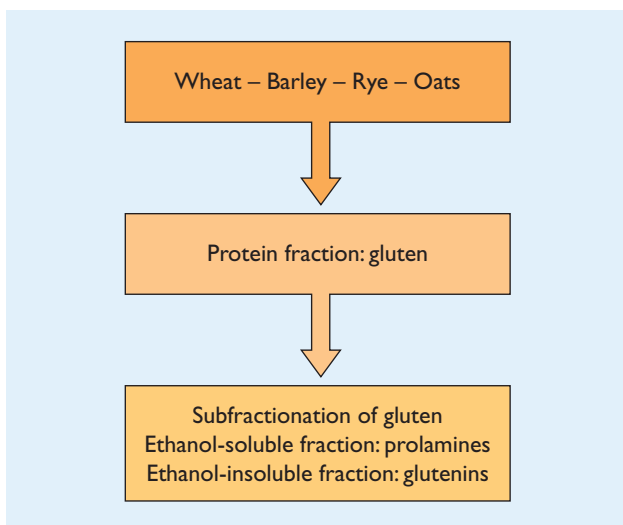 Wheat – Barley – Rye – Oats
Protein fraction: gluten
Subfractionation of gluten
Ethanol-soluble fraction: prolamines
Ethanol-insoluble fraction: glutenins